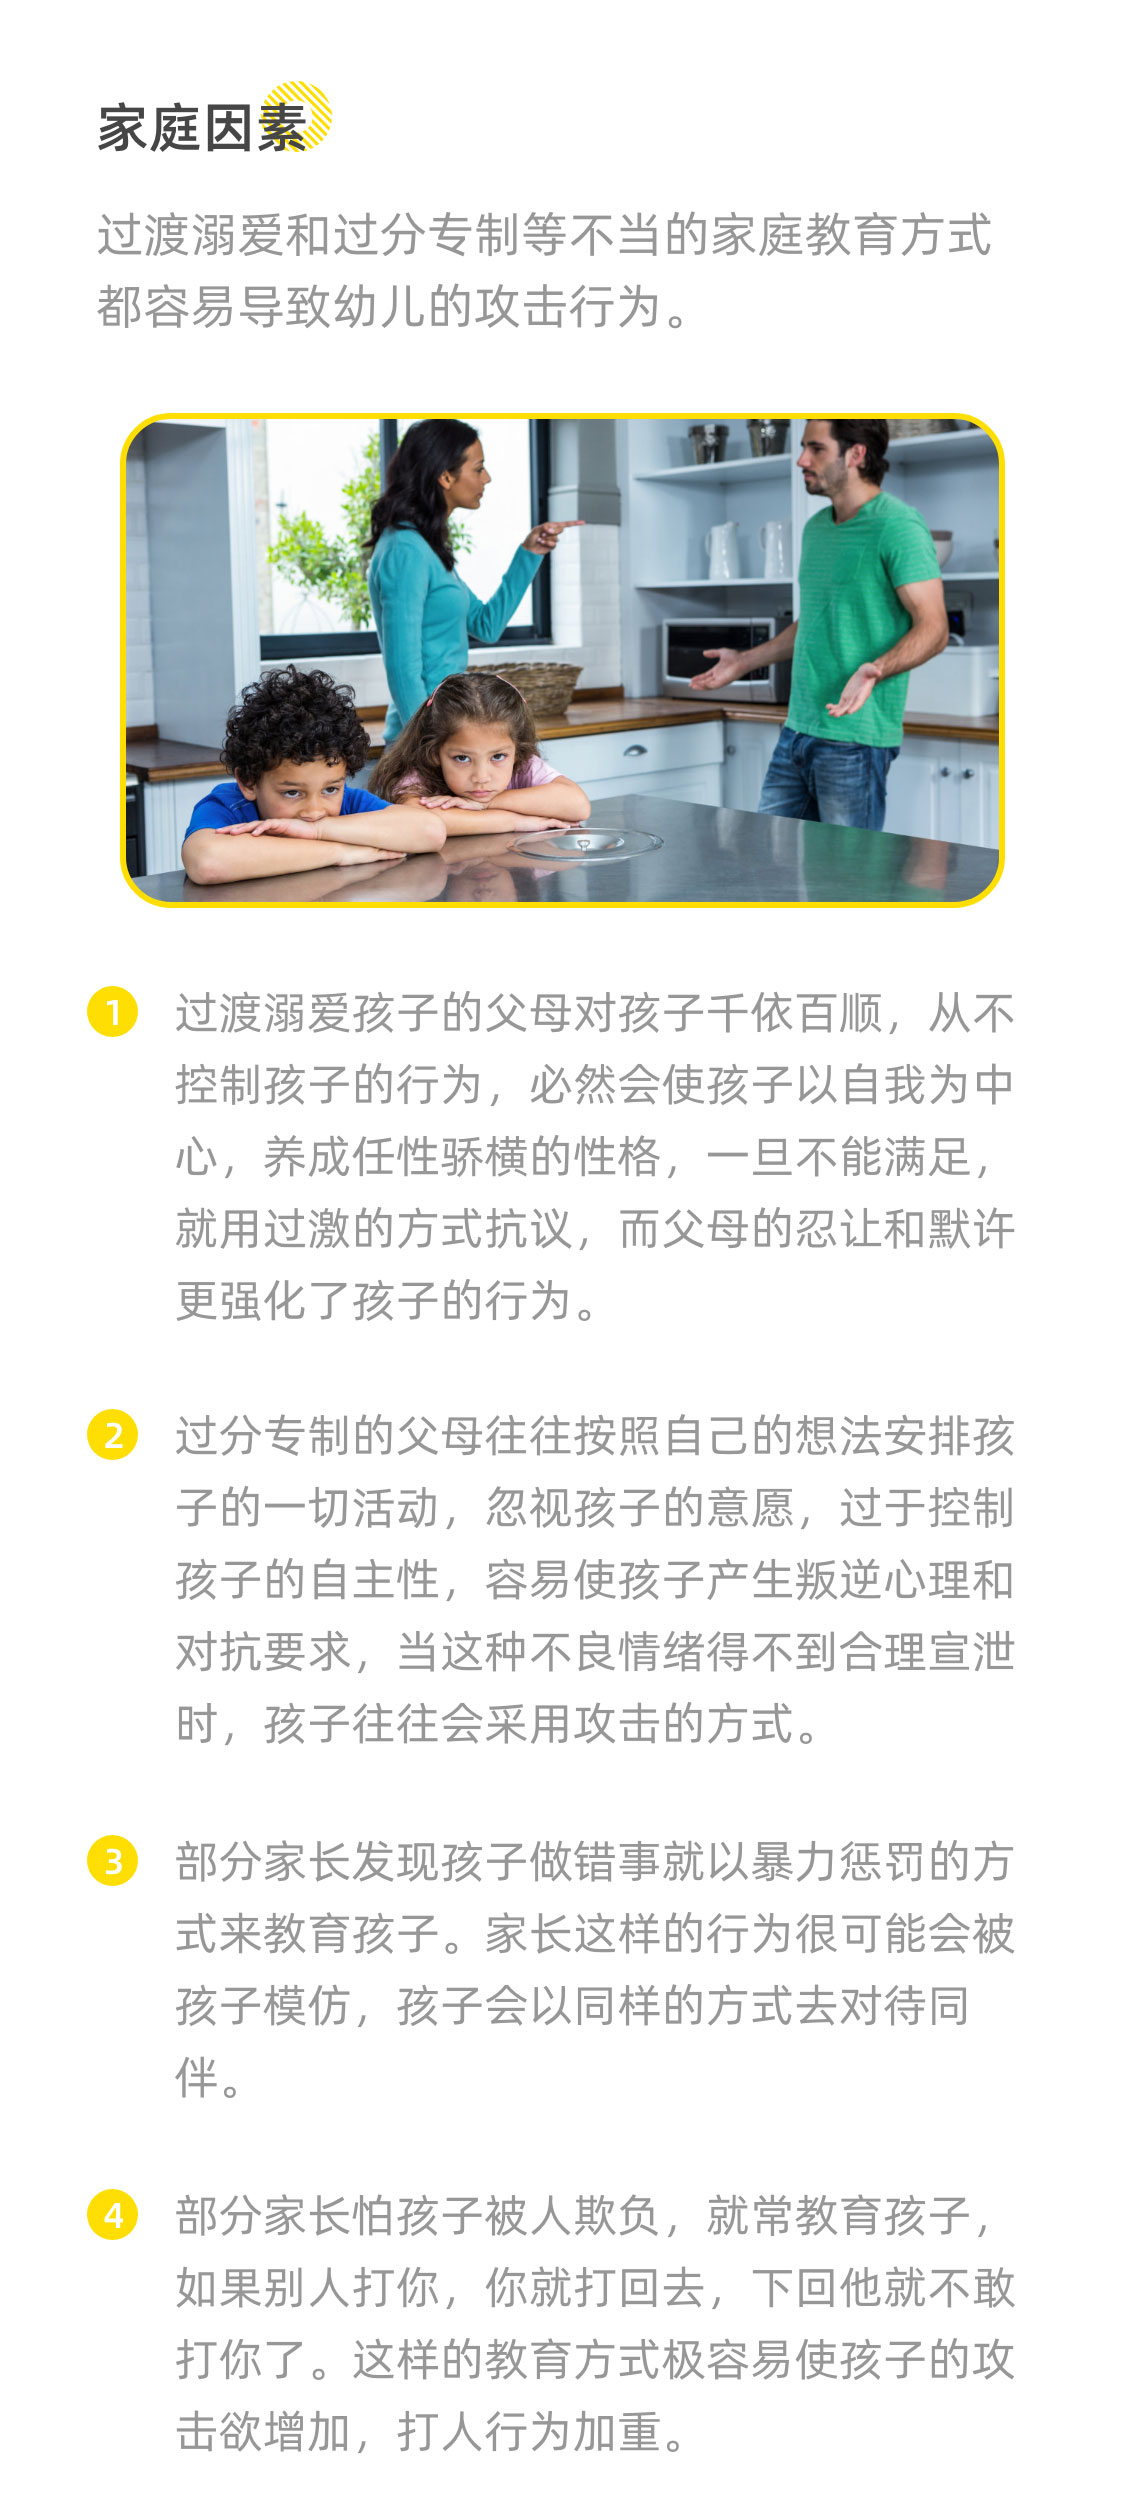 家庭因素
过渡溺爱和过分专制等不当的家庭教育方式
都容易导致幼儿的攻击行为。
1 过渡溺爱孩子的父母对孩子千依百顺，从不
控制孩子的行为，必然会使孩子以自我为中
心，养成任性骄横的性格，一旦不能满足，
就用过激的方式抗议，而父母的忍让和默许
更强化了孩子的行为。
2 过分专制的父母往往按照自己的想法安排孩
子的一切活动，忽视孩子的意愿，过于控制
孩子的自主性，容易使孩子产生叛逆心理和
对抗要求，当这种不良情绪得不到合理宣泄
时，孩子往往会采用攻击的方式。
3 部分家长发现孩子做错事就以暴力惩罚的方
式来教育孩子。家长这样的行为很可能会被
孩子模仿，孩子会以同样的方式去对待同
伴。
4 部分家长怕孩子被人欺负，就常教育孩子，
如果别人打你，你就打回去，下回他就不敢
打你了。这样的教育方式极容易使孩子的攻
击欲增加，打人行为加重。